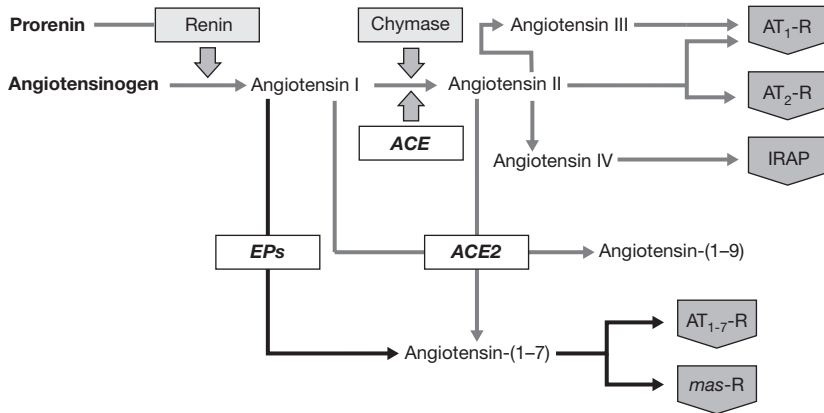 Prorenin
Renin
Chymase
Angiotensin III
AT₁-R
Angiotensinogen
Angiotensin I
Angiotensin II
AT₂-R
ACE
Angiotensin IV
IRAP
EPs
ACE2
Angiotensin-(1–9)
AT₁₋₇-R
Angiotensin-(1–7)
mas-R